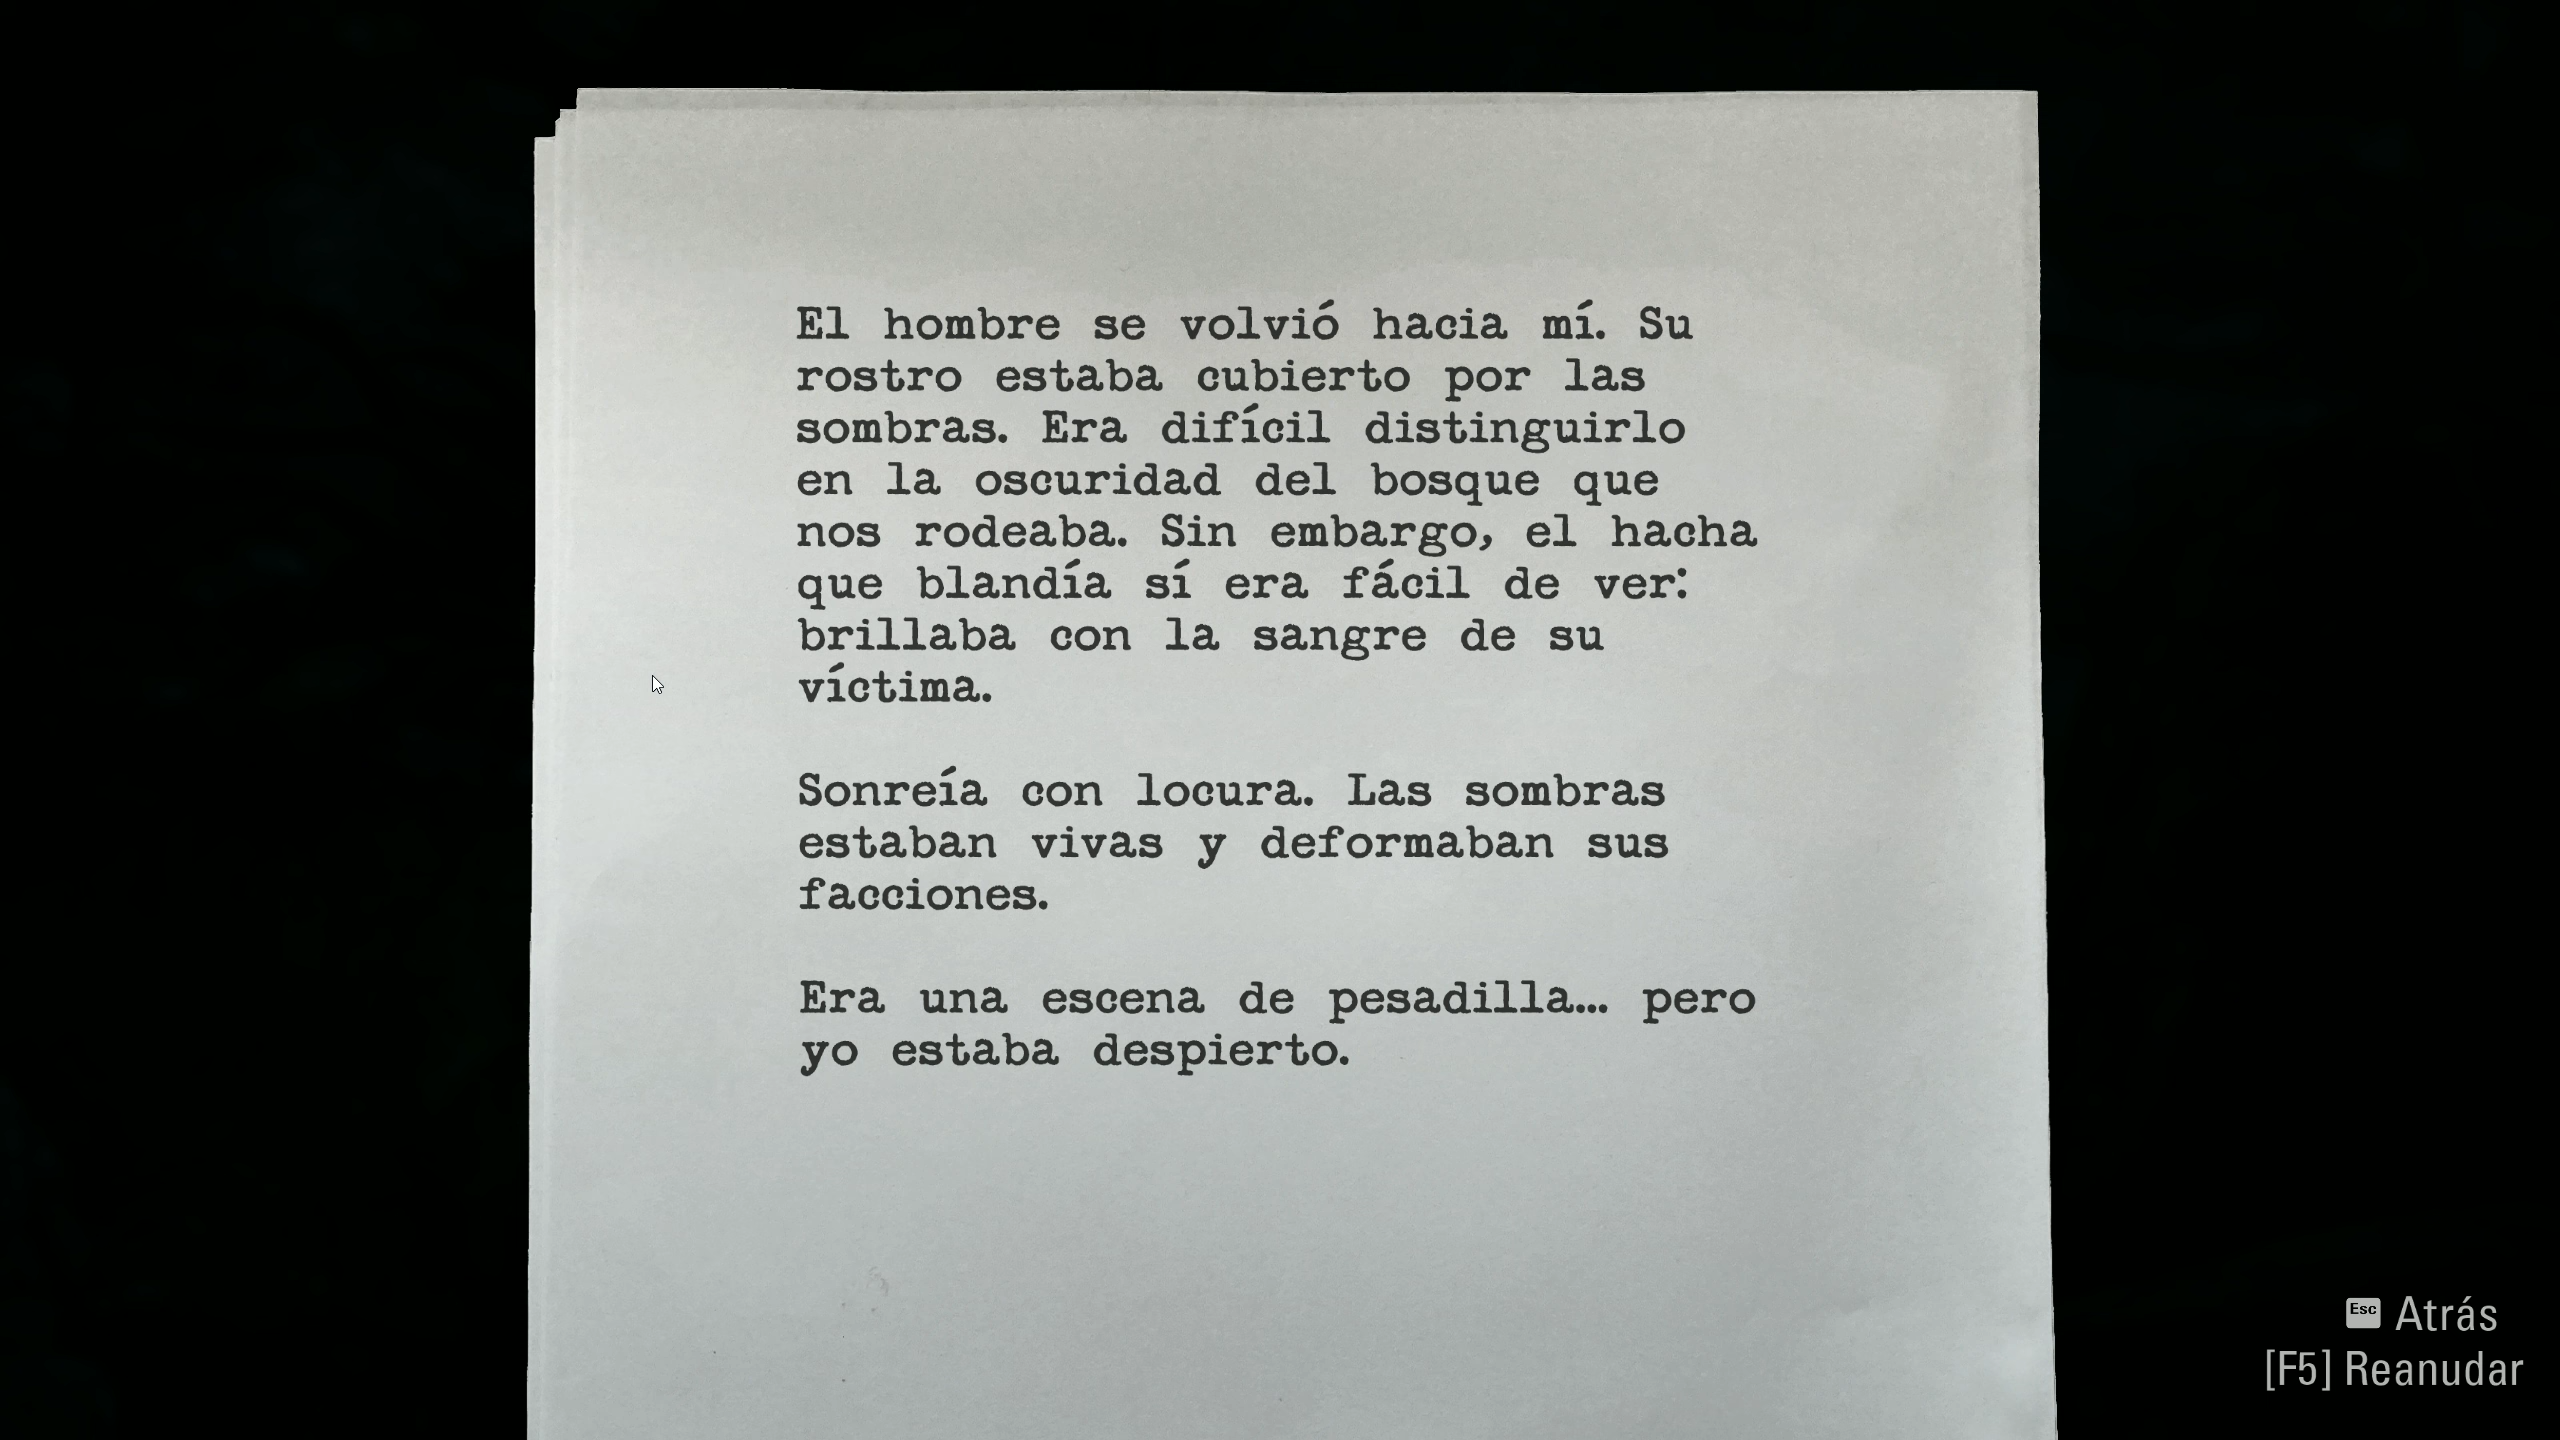 El hombre se volvió hacia mí. Su
rostro estaba cubierto por las
sombras. Era difícil distinguirlo
en la oscuridad del bosque que
nos rodeaba. Sin embargo, el hacha
que blandía sí era fácil de ver:
brillaba con la sangre de su
víctima.
Sonreía con locura. Las sombras
estaban vivas y deformaban sus
facciones.
Era una escena de pesadilla... pero
yo estaba despierto.
Esc Atrás
[F5] Reanudar